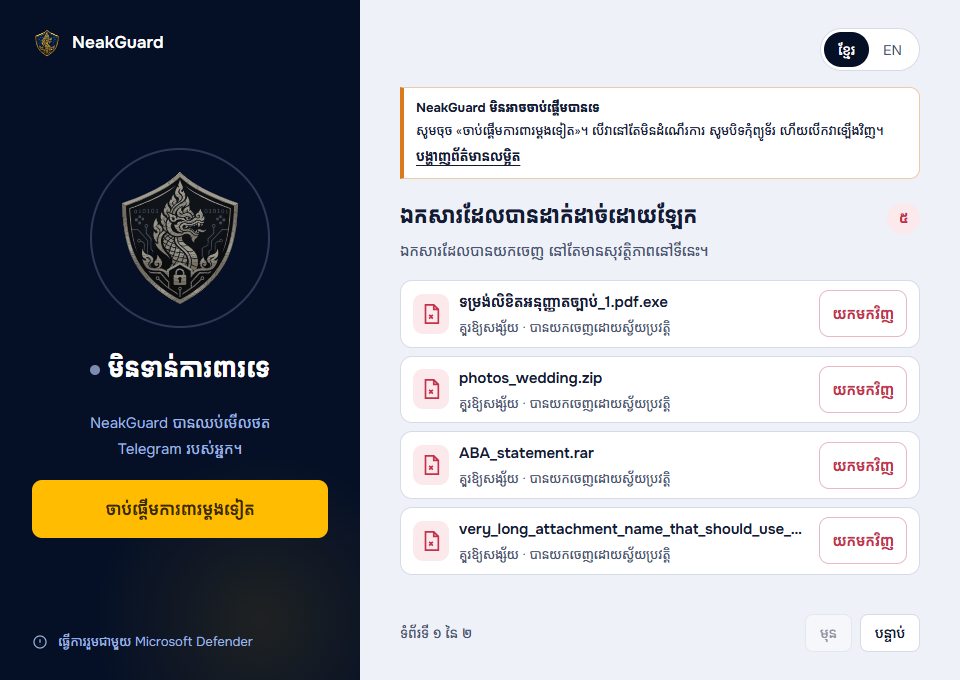 NeakGuard
មិនទាន់ការពារទេ
NeakGuard បានឈប់មើលថត
Telegram របស់អ្នក។
ចាប់ផ្តើមការពារម្តងទៀត
ធ្វើការរួមជាមួយ Microsoft Defender
ខ្មែរ EN
NeakGuard មិនអាចចាប់ផ្តើមបានទេ
សូមចុច «ចាប់ផ្តើមការពារម្តងទៀត»។ បើវានៅតែមិនដំណើរការ សូមបិទកុំព្យូទ័រ ហើយបើកវាឡើងវិញ។
បង្ហាញព័ត៌មានលម្អិត
ឯកសារដែលបានដាក់ដាច់ដោយឡែក ៥
ឯកសារដែលបានយកចេញ នៅតែមានសុវត្ថិភាពនៅទីនេះ។
ទម្រង់លិខិតអនុញ្ញាតច្បាប់_1.pdf.exe
គួរឱ្យសង្ស័យ · បានយកចេញដោយស្វ័យប្រវត្តិ
យកមកវិញ
photos_wedding.zip
គួរឱ្យសង្ស័យ · បានយកចេញដោយស្វ័យប្រវត្តិ
យកមកវិញ
ABA_statement.rar
គួរឱ្យសង្ស័យ · បានយកចេញដោយស្វ័យប្រវត្តិ
យកមកវិញ
very_long_attachment_name_that_should_use_...
គួរឱ្យសង្ស័យ · បានយកចេញដោយស្វ័យប្រវត្តិ
យកមកវិញ
ទំព័រទី ១ នៃ ២
មុន បន្ទាប់